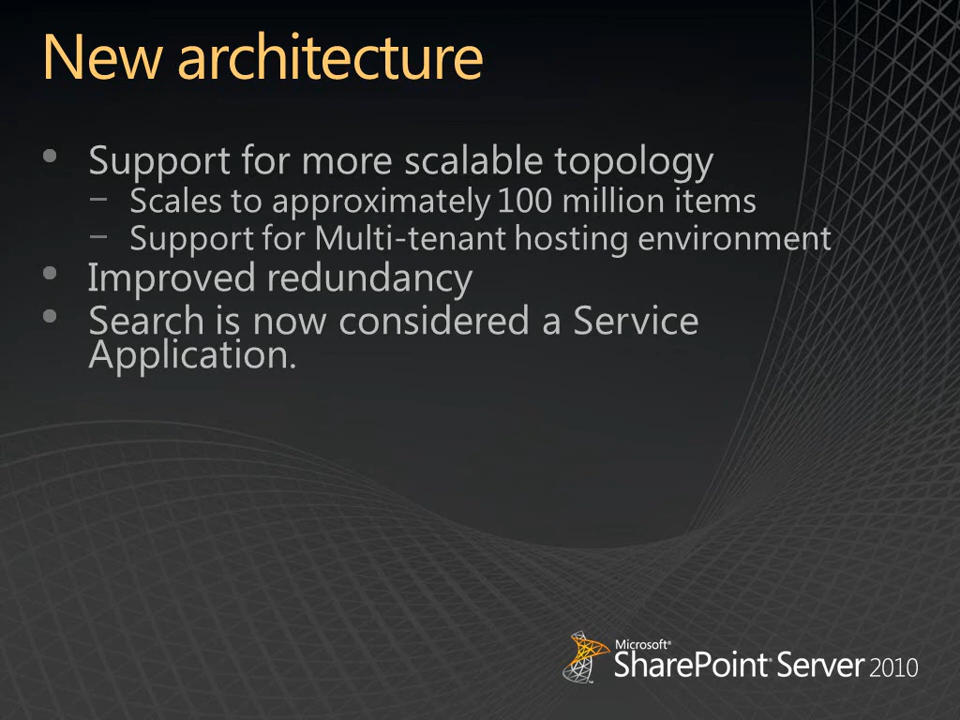 New architecture
• Support for more scalable topology
– Scales to approximately 100 million items
– Support for Multi-tenant hosting environment
• Improved redundancy
• Search is now considered a Service
Application.
Microsoft®
SharePoint® Server 2010